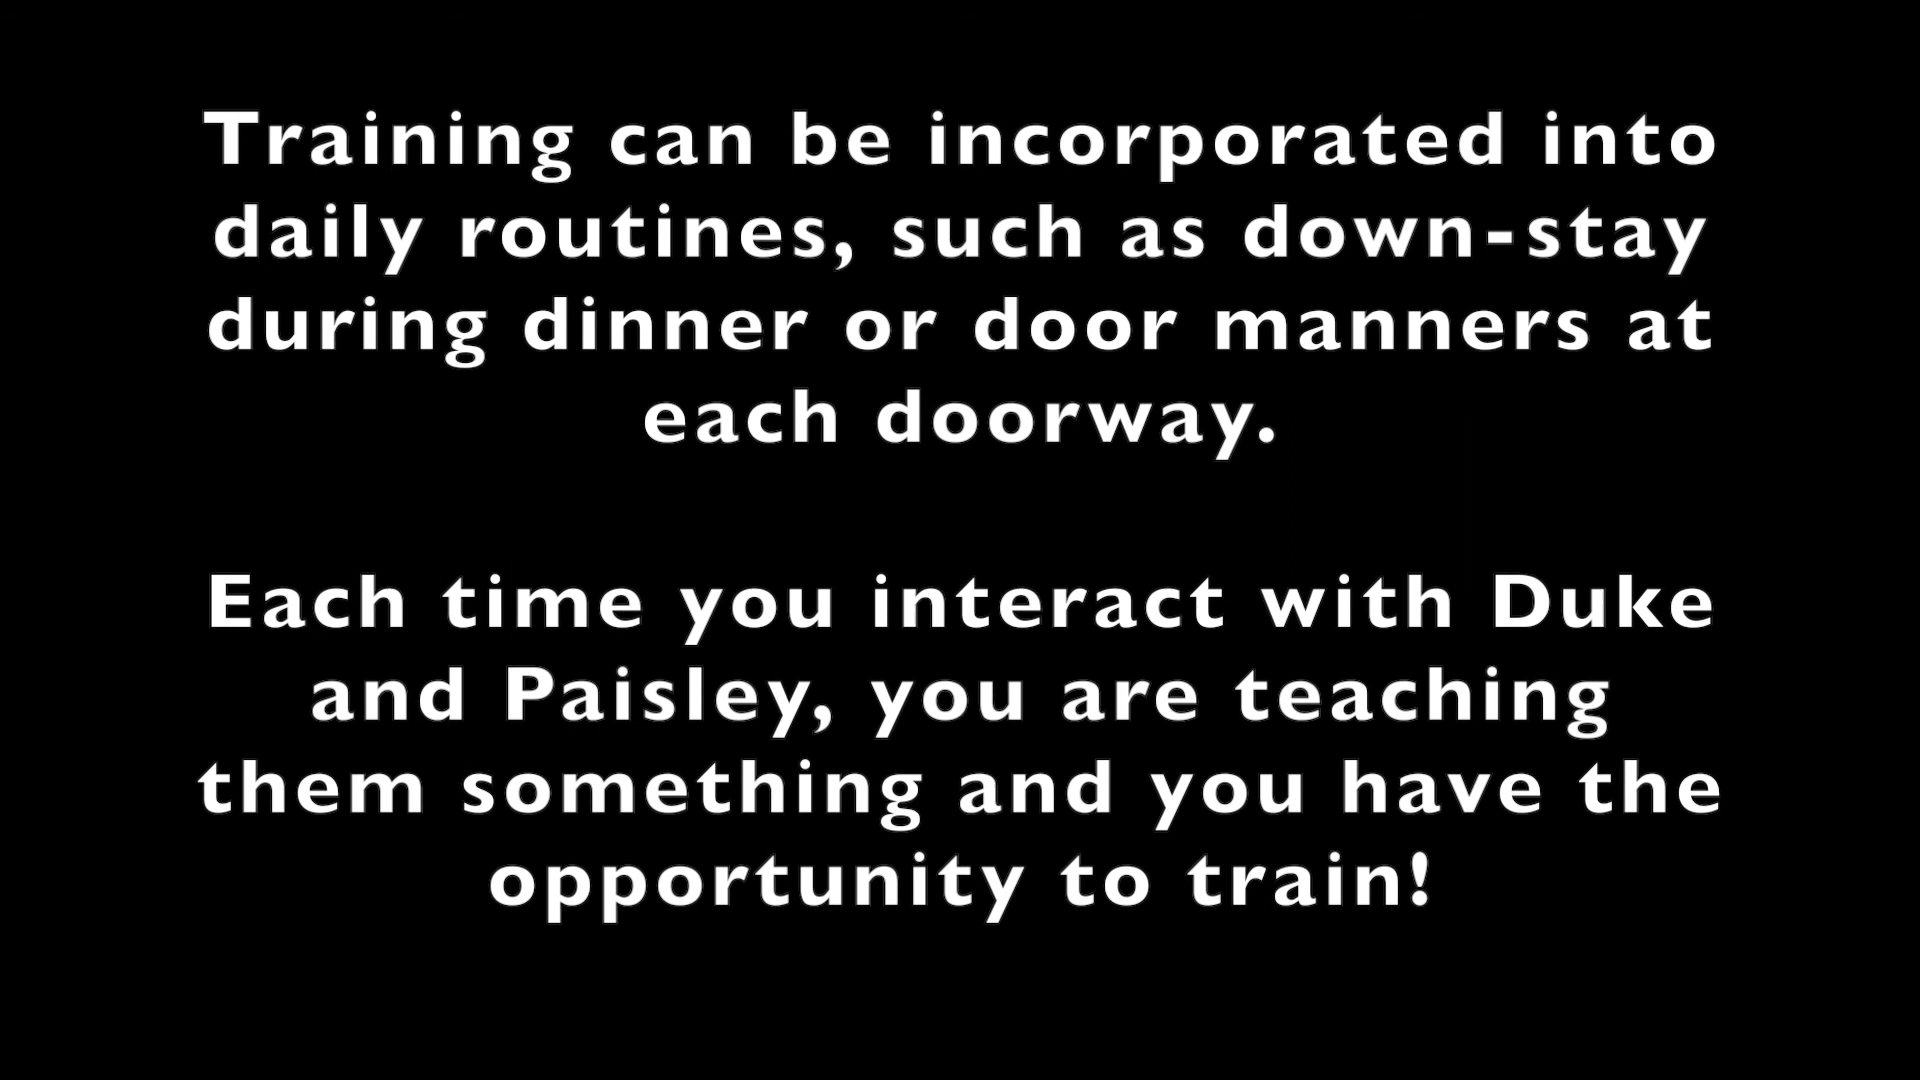 Training can be incorporated into
daily routines, such as down-stay
during dinner or door manners at
each doorway.
Each time you interact with Duke
and Paisley, you are teaching
them something and you have the
opportunity to train!